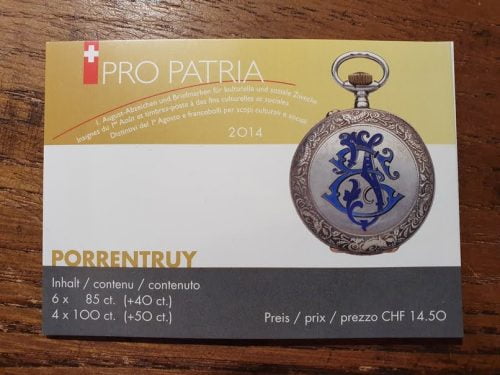 PRO PATRIA
1. August-Abzeichen und Briefmarken für kulturelle und soziale Zwecke
Insignes du 1er Août et timbres-poste à des fins culturelles et sociales
Distintivi del 1° Agosto e francobolli per scopi culturali e sociali
2014
PORRENTRUY
Inhalt / contenu / contenuto
6 x 85 ct. (+40 ct.)
4 x 100 ct. (+50 ct.)
Preis / prix / prezzo CHF 14.50